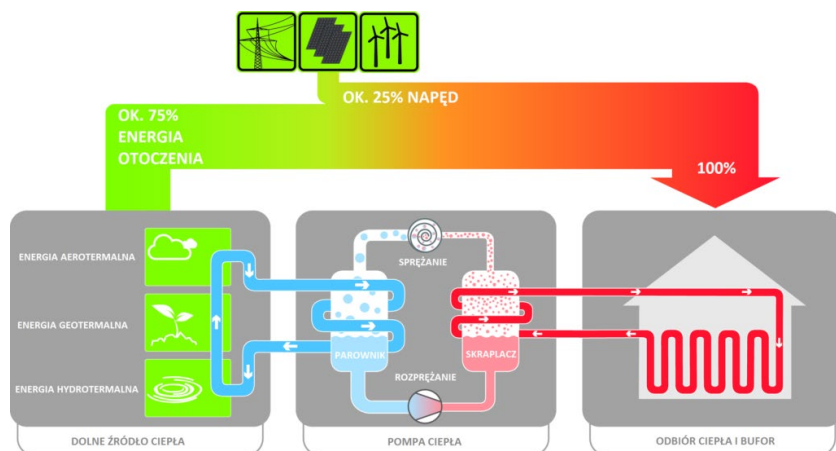 OK. 25% NAPĘD
OK. 75%
ENERGIA
OTOCZENIA
100%
ENERGIA AEROTERMALNA
ENERGIA GEOTERMALNA
ENERGIA HYDROTERMALNA
SPRĘŻANIE
PAROWNIK
SKRAPLACZ
ROZPRĘŻANIE
DOLNE ŹRÓDŁO CIEPŁA
POMPA CIEPŁA
ODBIÓR CIEPŁA I BUFOR